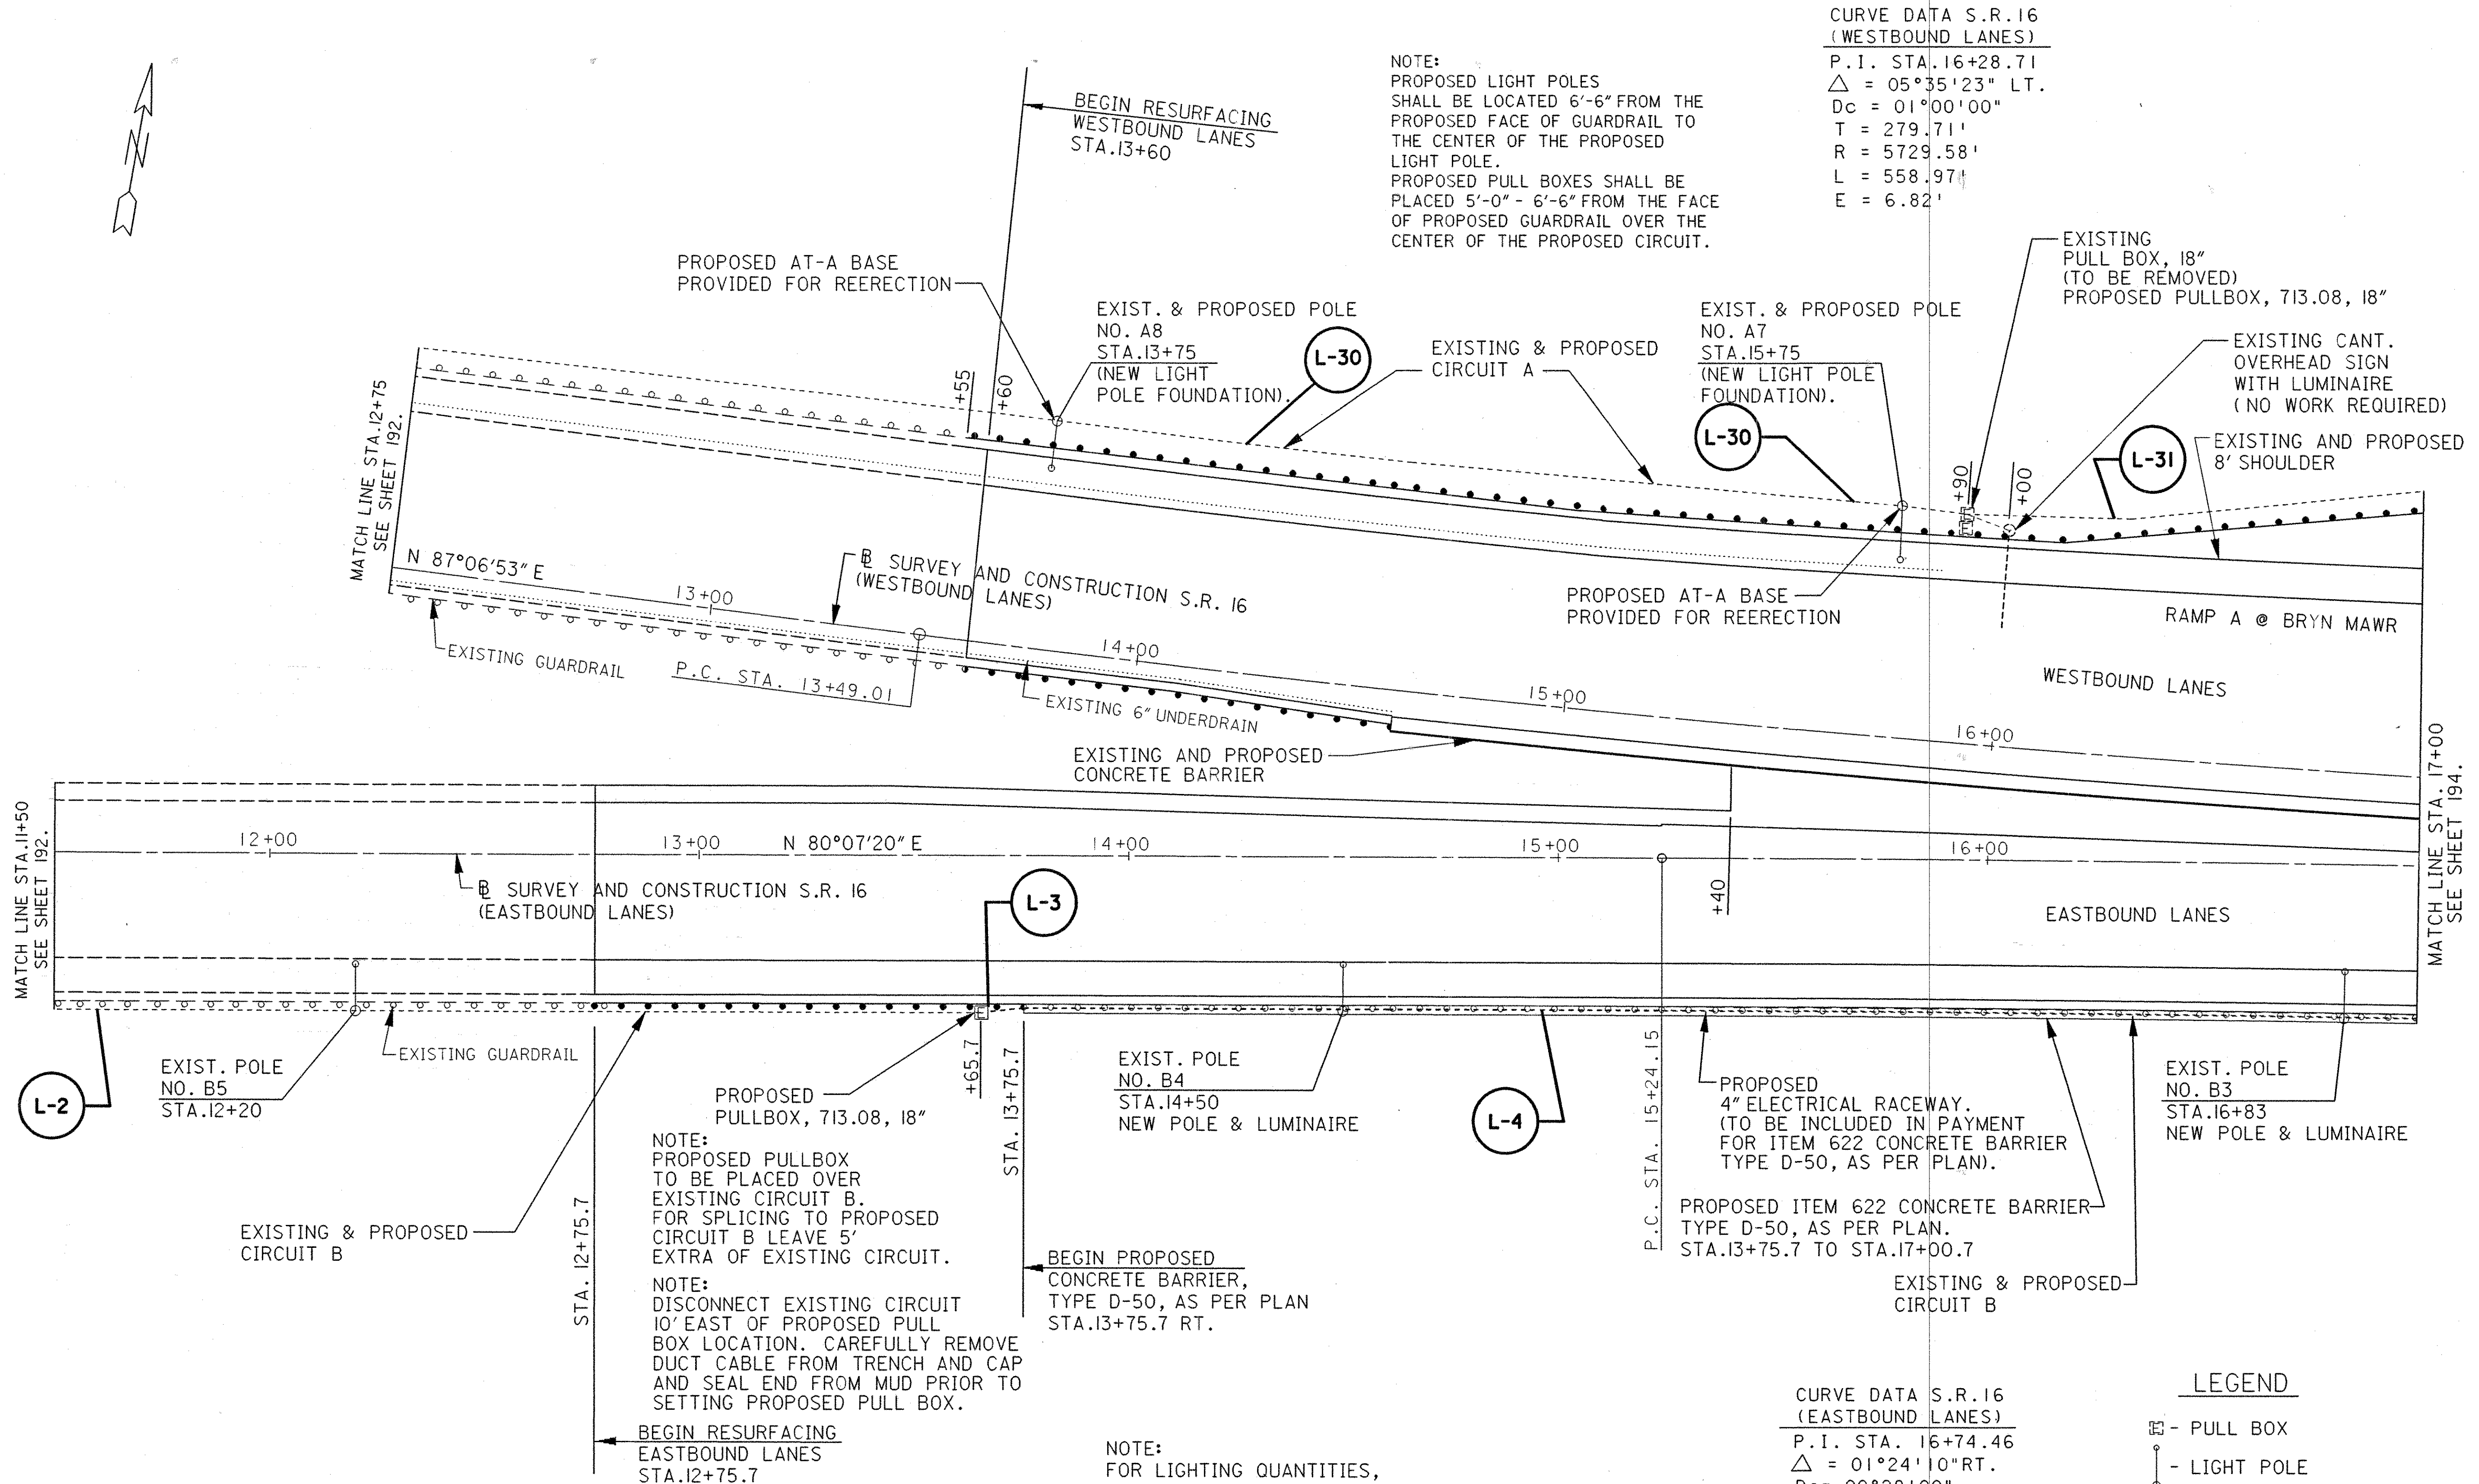 CURVE DATA S.R.16
(WESTBOUND LANES)
P.I. STA.16+28.71
△ = 05°35'23" LT.
Dc = 01°00'00"
T = 279.71'
R = 5729.58'
L = 558.97'
E = 6.82'
NOTE:
PROPOSED LIGHT POLES
SHALL BE LOCATED 6'-6" FROM THE
PROPOSED FACE OF GUARDRAIL TO
THE CENTER OF THE PROPOSED
LIGHT POLE.
PROPOSED PULL BOXES SHALL BE
PLACED 5'-0" - 6'-6" FROM THE FACE
OF PROPOSED GUARDRAIL OVER THE
CENTER OF THE PROPOSED CIRCUIT.
N
BEGIN RESURFACING
WESTBOUND LANES
STA.13+60
PROPOSED AT-A BASE
PROVIDED FOR REERECTION
EXIST. & PROPOSED POLE
NO. A8
STA.13+75
(NEW LIGHT
POLE FOUNDATION).
L-30
EXISTING & PROPOSED
CIRCUIT A
EXIST. & PROPOSED POLE
NO. A7
STA.15+75
(NEW LIGHT POLE
FOUNDATION).
L-30
EXISTING
PULL BOX, 18"
(TO BE REMOVED)
PROPOSED PULLBOX, 713.08, 18"
EXISTING CANT.
OVERHEAD SIGN
WITH LUMINAIRE
( NO WORK REQUIRED)
L-31
EXISTING AND PROPOSED
8' SHOULDER
+55
+60
+90
+00
MATCH LINE STA.12+75
SEE SHEET 192.
N 87°06'53" E
13+00
℄ SURVEY AND CONSTRUCTION S.R. 16
(WESTBOUND LANES)
EXISTING GUARDRAIL
P.C. STA. 13+49.01
14+00
EXISTING 6" UNDERDRAIN
15+00
16+00
PROPOSED AT-A BASE
PROVIDED FOR REERECTION
RAMP A @ BRYN MAWR
WESTBOUND LANES
EXISTING AND PROPOSED
CONCRETE BARRIER
MATCH LINE STA. 17+00
SEE SHEET 194.
MATCH LINE STA.11+50
SEE SHEET 192.
12+00
13+00
N 80°07'20" E
14+00
15+00
16+00
℄ SURVEY AND CONSTRUCTION S.R. 16
(EASTBOUND LANES)
L-3
+40
EASTBOUND LANES
E
L-2
EXIST. POLE
NO. B5
STA.12+20
EXISTING GUARDRAIL
PROPOSED
PULLBOX, 713.08, 18"
+65.7
STA. 13+75.7
EXIST. POLE
NO. B4
STA.14+50
NEW POLE & LUMINAIRE
L-4
P.C. STA. 15+24.15
PROPOSED
4" ELECTRICAL RACEWAY.
(TO BE INCLUDED IN PAYMENT
FOR ITEM 622 CONCRETE BARRIER
TYPE D-50, AS PER PLAN).
EXIST. POLE
NO. B3
STA.16+83
NEW POLE & LUMINAIRE
NOTE:
PROPOSED PULLBOX
TO BE PLACED OVER
EXISTING CIRCUIT B.
FOR SPLICING TO PROPOSED
CIRCUIT B LEAVE 5'
EXTRA OF EXISTING CIRCUIT.
EXISTING & PROPOSED
CIRCUIT B
STA. 12+75.7
PROPOSED ITEM 622 CONCRETE BARRIER
TYPE D-50, AS PER PLAN.
STA.13+75.7 TO STA.17+00.7
BEGIN PROPOSED
CONCRETE BARRIER,
TYPE D-50, AS PER PLAN
STA.13+75.7 RT.
EXISTING & PROPOSED
CIRCUIT B
NOTE:
DISCONNECT EXISTING CIRCUIT
10' EAST OF PROPOSED PULL
BOX LOCATION. CAREFULLY REMOVE
DUCT CABLE FROM TRENCH AND CAP
AND SEAL END FROM MUD PRIOR TO
SETTING PROPOSED PULL BOX.
BEGIN RESURFACING
EASTBOUND LANES
STA.12+75.7
NOTE:
FOR LIGHTING QUANTITIES,
CURVE DATA S.R.16
(EASTBOUND LANES)
P.I. STA. 16+74.46
△ = 01°24'10"RT.
LEGEND
E - PULL BOX
- LIGHT POLE